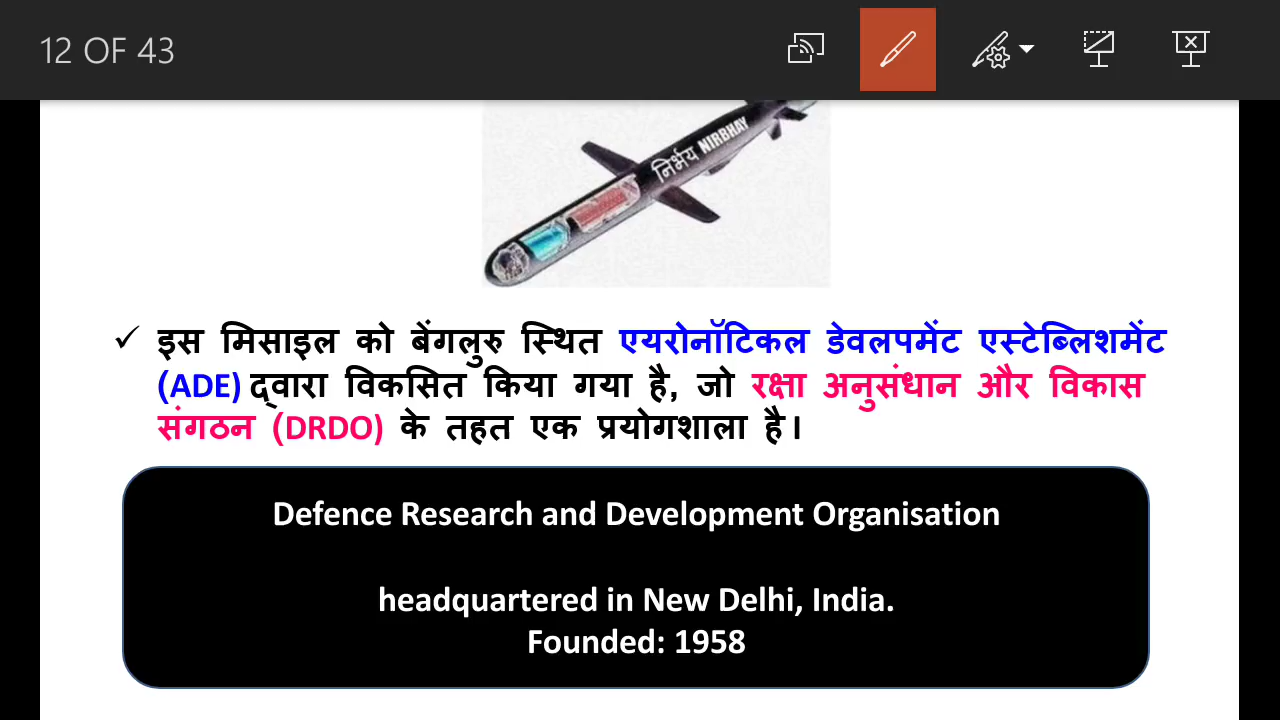 12 OF 43
निर्भय NIRBHAY
✓ इस मिसाइल को बेंगलुरु स्थित एयरोनॉटिकल डेवलपमेंट एस्टेब्लिशमेंट
(ADE) द्वारा विकसित किया गया है, जो रक्षा अनुसंधान और विकास
संगठन (DRDO) के तहत एक प्रयोगशाला है।
Defence Research and Development Organisation
headquartered in New Delhi, India.
Founded: 1958